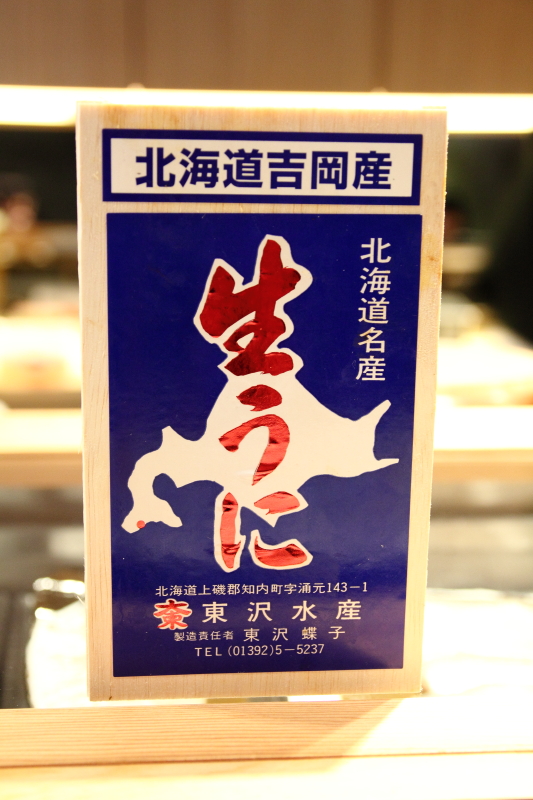 北海道吉岡産
北海道名産
生うに
北海道上磯郡知内町字涌元143-1
東沢水産
製造責任者 東沢蝶子
TEL (01392)5-5237